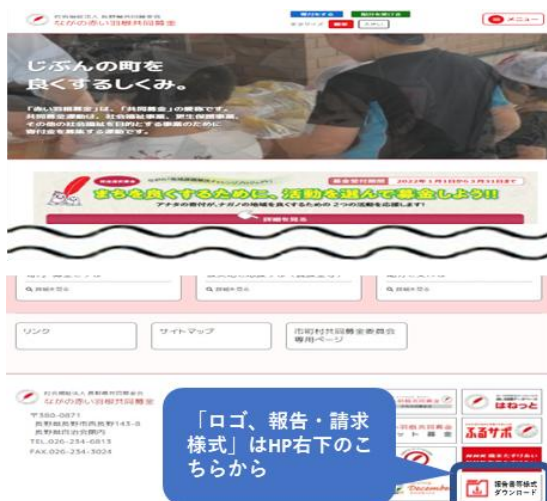 社会福祉法人 長野県共同募金会
ながの赤い羽根共同募金
寄付をする
助成を受ける
メニュー
じぶんの町を
良くするしくみ。
「赤い羽根募金」は、「共同募金」の愛称です。
共同募金運動は、社会福祉事業、更生保護事業、
その他の社会福祉を目的とする事業のために
寄付金を募集する運動です。
募金受付期間 2022年1月1日から3月31日まで
まちを良くするために、活動を選んで募金しよう!!
アナタの寄付が、ナガノの地域を良くするための2つの活動を応援します!
詳細を見る
詳細を見る
詳細を見る
詳細を見る
リンク
サイトマップ
市町村共同募金委員会
専用ページ
社会福祉法人 長野県共同募金会
ながの赤い羽根共同募金
〒380-0871
長野県長野市西長野143-8
長野県自治会館内
TEL.026-234-6813
FAX.026-234-3024
「ロゴ、報告・請求
様式」はHP右下のこ
ちらから
はねっと
ふるサポ
報告書等様式
ダウンロード